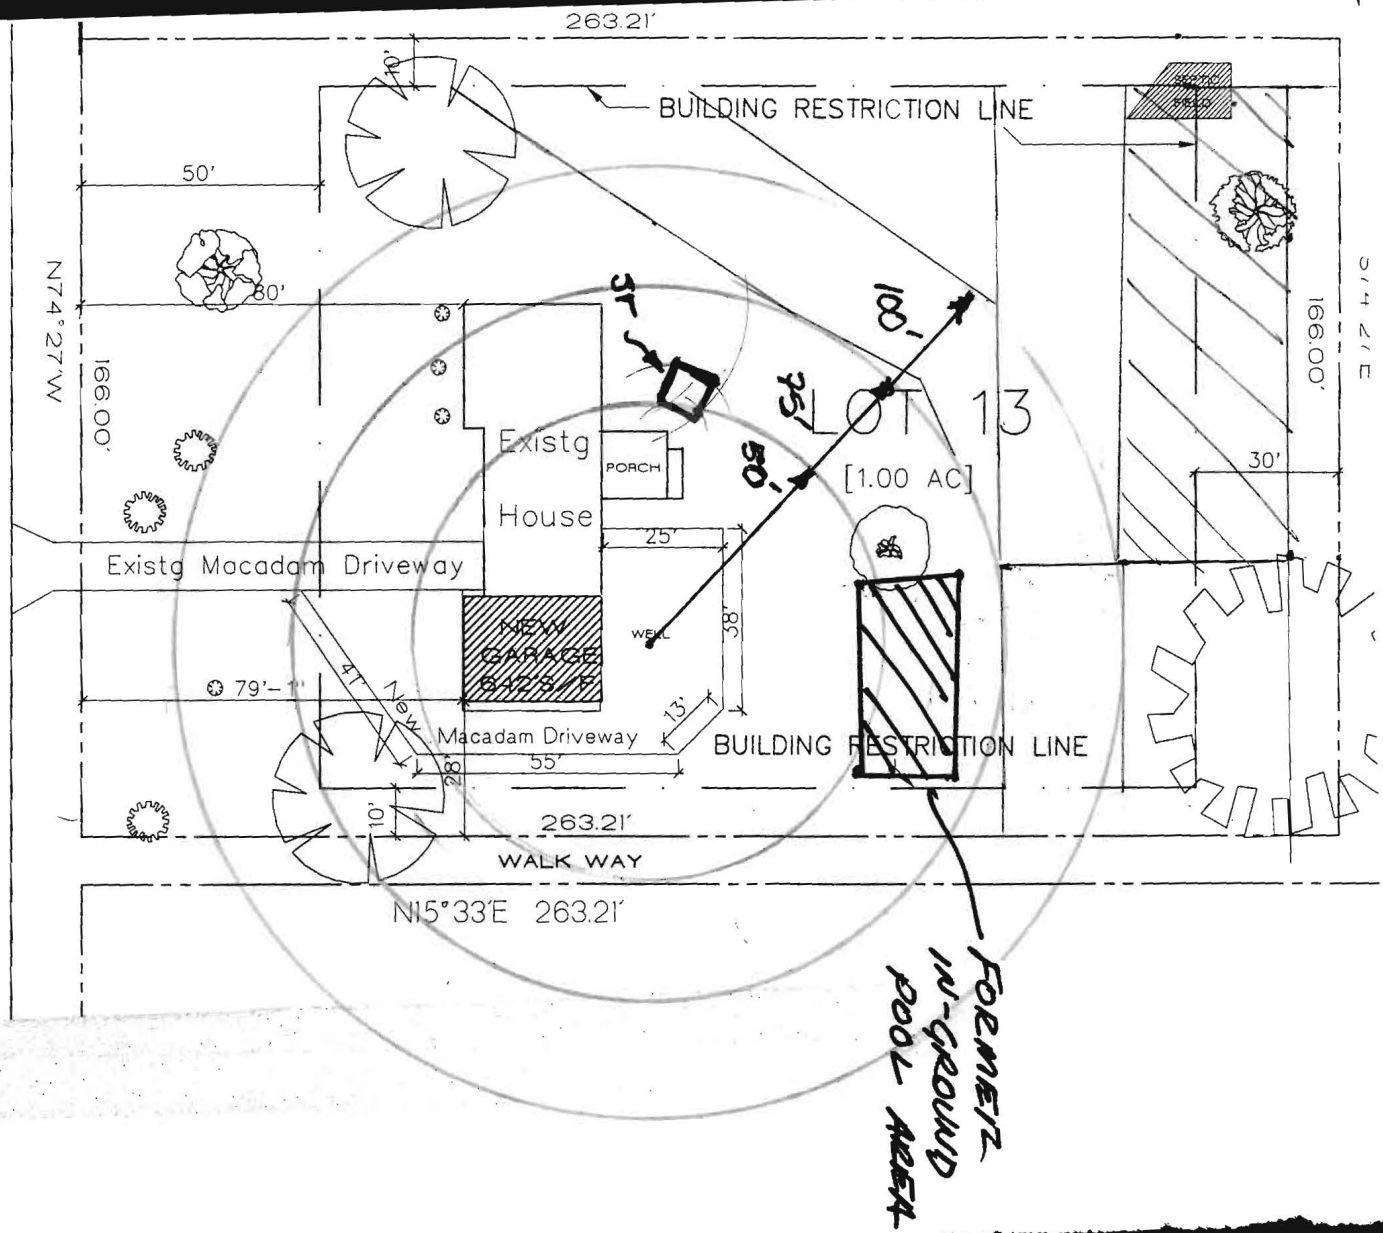 263.21'
10'
BUILDING RESTRICTION LINE
SEPTIC
FIELD
50'
80'
N74°27'W
166.00'
ST
100'
75'
50'
LOT 13
[1.00 AC]
166.00'
30'
Existg
House
PORCH
25'
38'
Existg Macadam Driveway
NEW
GARAGE
642 S/F
WELL
41'
New
79'-1"
13'
Macadam Driveway
BUILDING RESTRICTION LINE
55'
28'
10'
263.21'
WALK WAY
N15°33'E 263.21'
FORMER
IN-GROUND
POOL AREA